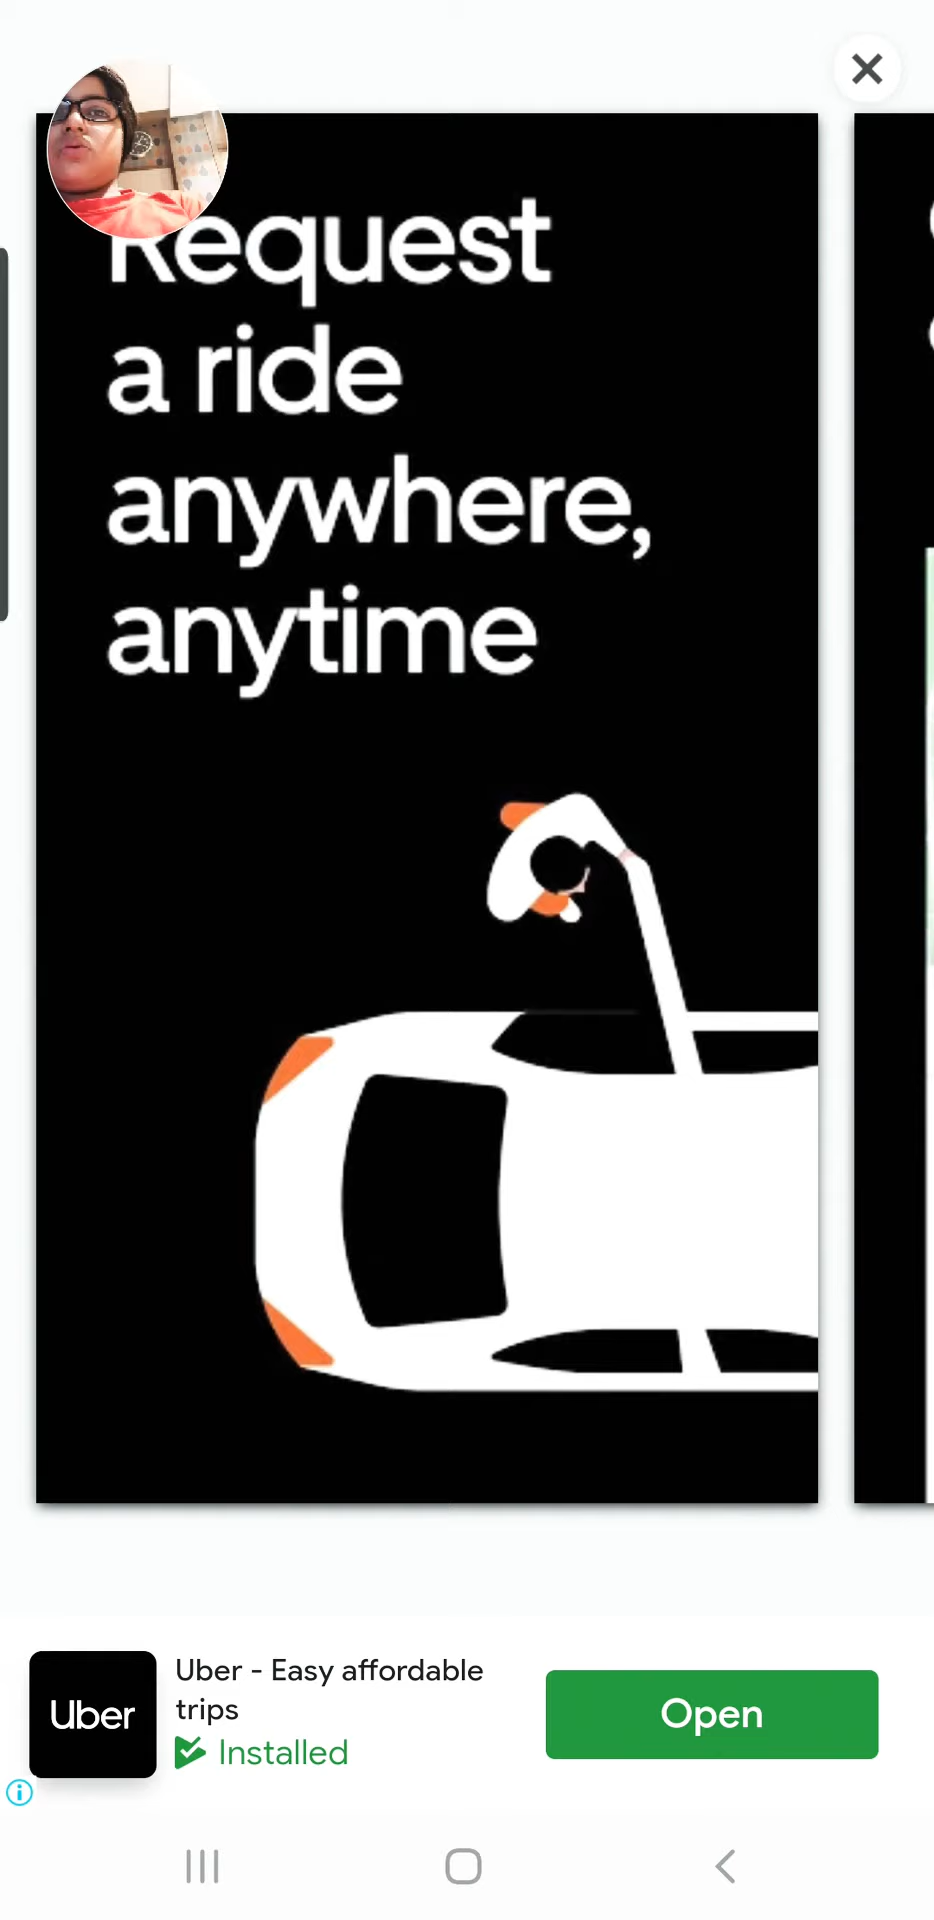 Request
a ride
anywhere,
anytime
Uber
Uber - Easy affordable
trips
Installed
Open